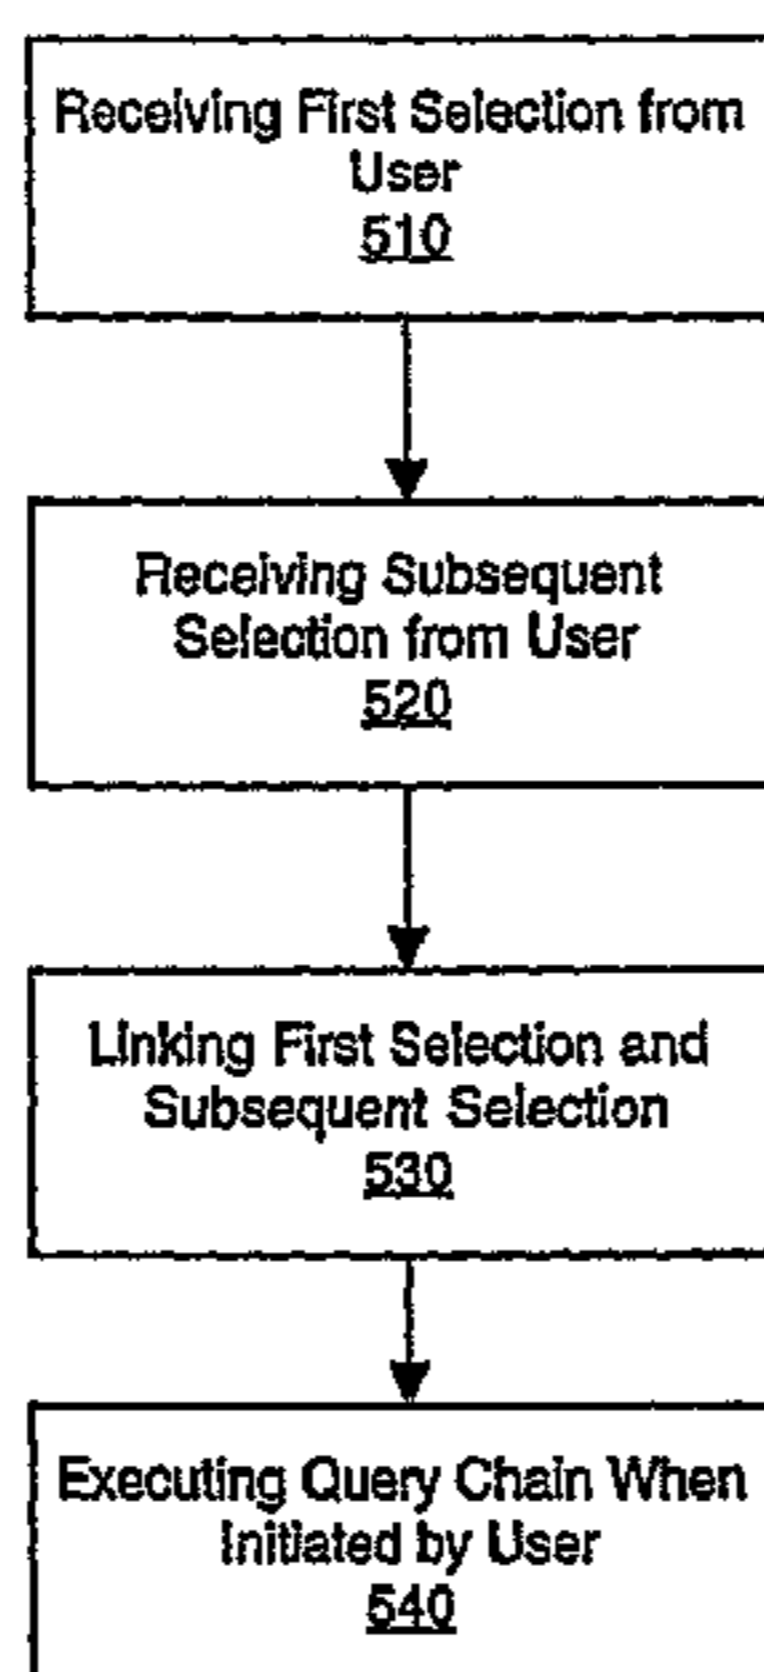 Receiving First Selection from
User
510
Receiving Subsequent
Selection from User
520
Linking First Selection and
Subsequent Selection
530
Executing Query Chain When
Initiated by User
540